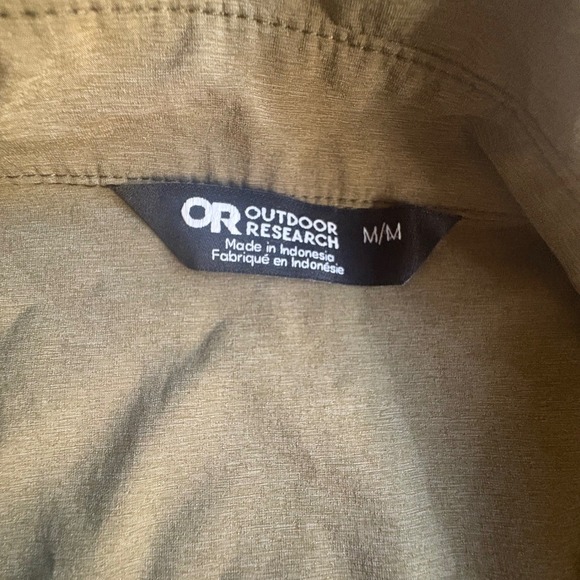 OR OUTDOOR RESEARCH M/M
Made in Indonesia
Fabriqué en Indonésie